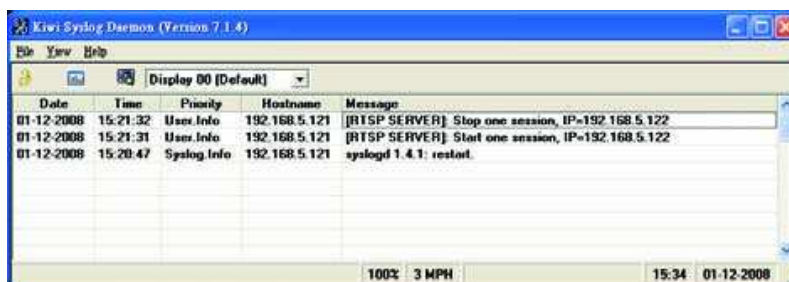 Kiwi Syslog Daemon (Version 7.1.4)
File View Help
Display 00 (Default)
Date Time Priority Hostname Message
01-12-2008 15:21:32 User.Info 192.168.5.121 [RTSP SERVER]: Stop one session, IP=192.168.5.122
01-12-2008 15:21:31 User.Info 192.168.5.121 [RTSP SERVER]: Start one session, IP=192.168.5.122
01-12-2008 15:20:47 Syslog.Info 192.168.5.121 syslogd 1.4.1: restart.
100% 3 MPH 15:34 01-12-2008